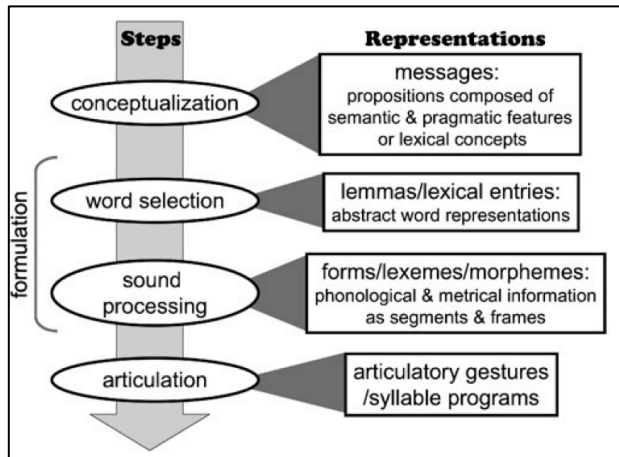 Steps
Representations
conceptualization
messages:
propositions composed of
semantic & pragmatic features
or lexical concepts
formulation
word selection
lemmas/lexical entries:
abstract word representations
sound
processing
forms/lexemes/morphemes:
phonological & metrical information
as segments & frames
articulation
articulatory gestures
/syllable programs